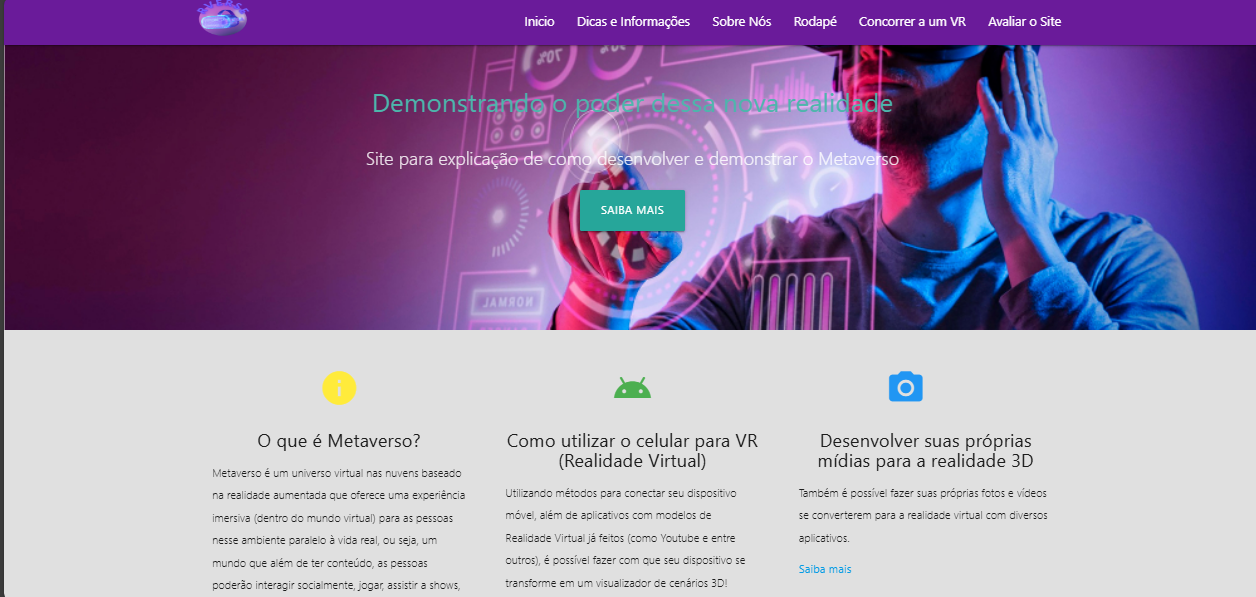 Inicio Dicas e Informações Sobre Nós Rodapé Concorrer a um VR Avaliar o Site
Demonstrando o poder dessa nova realidade
Site para explicação de como desenvolver e demonstrar o Metaverso
SAIBA MAIS
NORMAL
O que é Metaverso?
Metaverso é um universo virtual nas nuvens baseado
na realidade aumentada que oferece uma experiência
imersiva (dentro do mundo virtual) para as pessoas
nesse ambiente paralelo à vida real, ou seja, um
mundo que além de ter conteúdo, as pessoas
poderão interagir socialmente, jogar, assistir a shows,
Como utilizar o celular para VR
(Realidade Virtual)
Utilizando métodos para conectar seu dispositivo
móvel, além de aplicativos com modelos de
Realidade Virtual já feitos (como Youtube e entre
outros), é possível fazer com que seu dispositivo se
transforme em um visualizador de cenários 3D!
Desenvolver suas próprias
mídias para a realidade 3D
Também é possível fazer suas próprias fotos e vídeos
se converterem para a realidade virtual com diversos
aplicativos.
Saiba mais